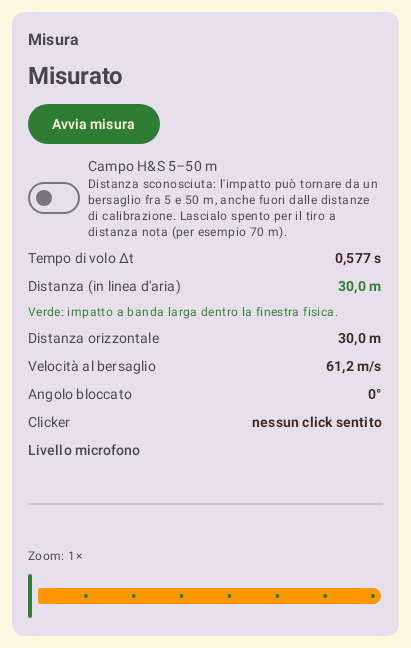 Misura
Misurato
Avvia misura
Campo H&S 5–50 m
Distanza sconosciuta: l'impatto può tornare da un
bersaglio fra 5 e 50 m, anche fuori dalle distanze
di calibrazione. Lascialo spento per il tiro a
distanza nota (per esempio 70 m).
Tempo di volo Δt 0,577 s
Distanza (in linea d'aria) 30,0 m
Verde: impatto a banda larga dentro la finestra fisica.
Distanza orizzontale 30,0 m
Velocità al bersaglio 61,2 m/s
Angolo bloccato 0°
Clicker nessun click sentito
Livello microfono
Zoom: 1×